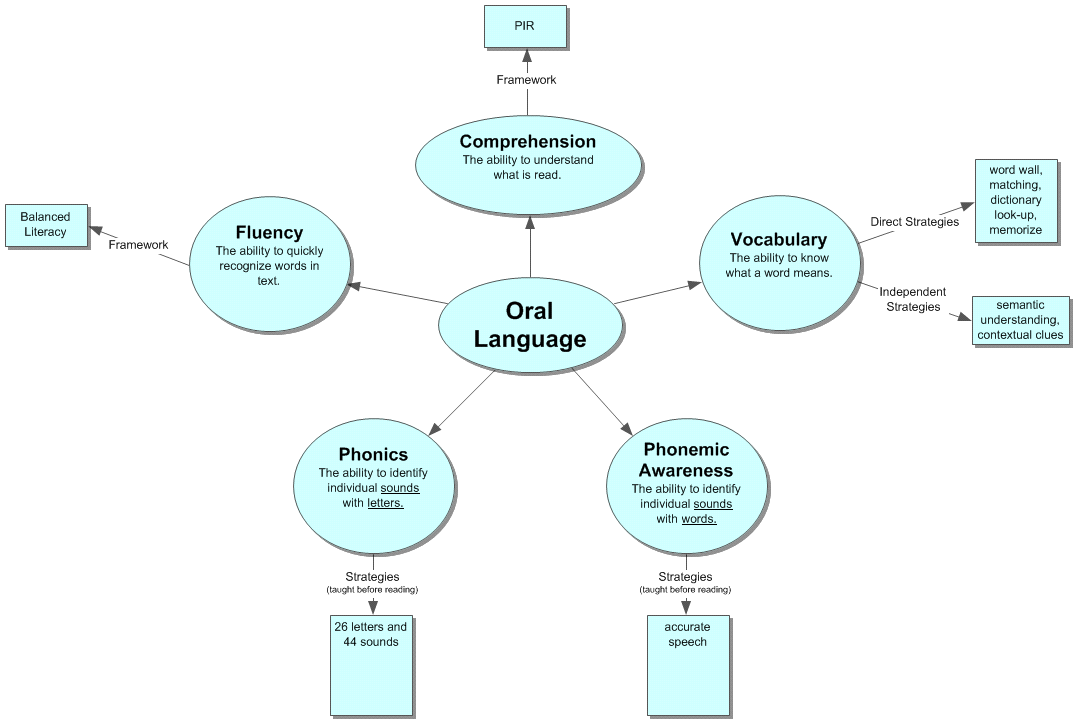 PIR
Framework
Comprehension
The ability to understand
what is read.
Balanced
Literacy
Framework
Fluency
The ability to quickly
recognize words in
text.
Vocabulary
The ability to know
what a word means.
Direct Strategies
word wall,
matching,
dictionary
look-up,
memorize
Independent
Strategies
semantic
understanding,
contextual clues
Oral
Language
Phonics
The ability to identify
individual sounds
with letters.
Strategies
(taught before reading)
26 letters and
44 sounds
Phonemic
Awareness
The ability to identify
individual sounds
with words.
Strategies
(taught before reading)
accurate
speech